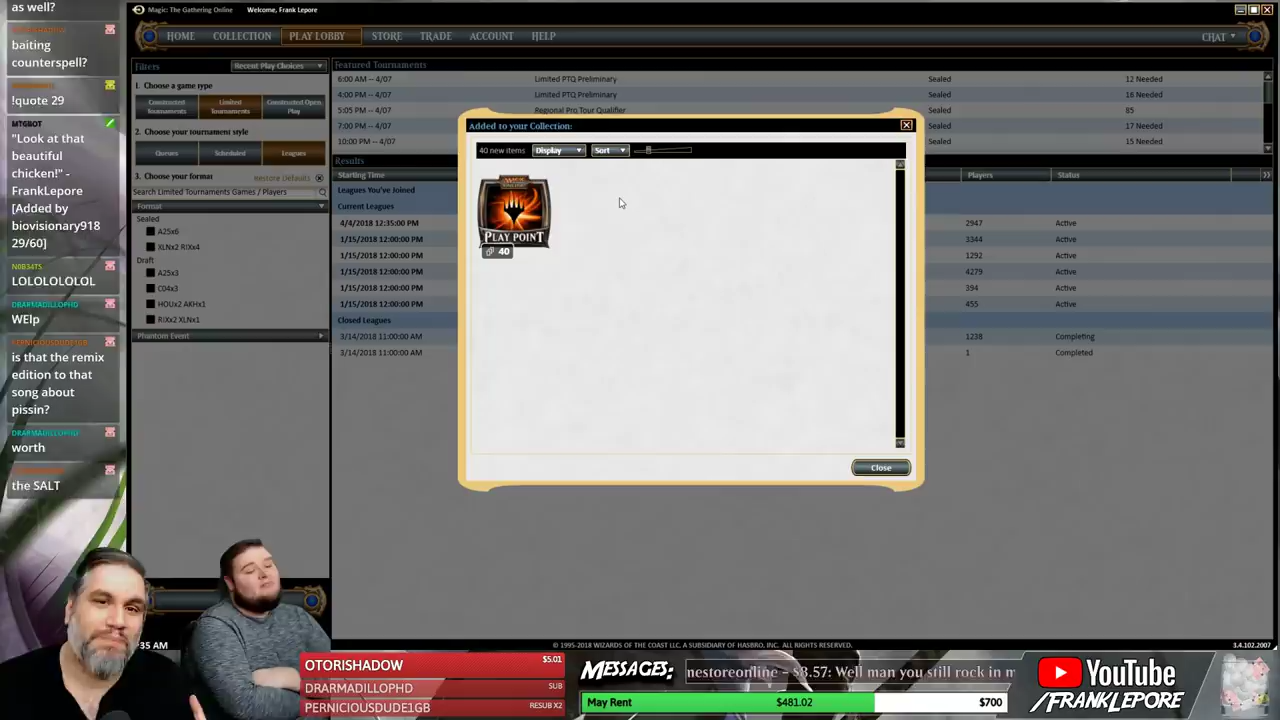 as well?
baiting
counterspell?
!quote 29
MTGBOT
"Look at that
beautiful
chicken!" -
FrankLepore
[Added by
biovisionary918
29/60]
N0B34TS
LOLOLOLOLOL
DRARMADILLOPHD
WElp
PERNICIOUSDUDE1GB
is that the remix
edition to that
song about
pissin?
DRARMADILLOPHD
worth
the SALT
Magic: The Gathering Online Welcome, Frank Lepore
HOME COLLECTION PLAY LOBBY STORE TRADE ACCOUNT HELP CHAT
Filters Recent Play Choices
1. Choose a game type
Constructed Tournaments Limited Tournaments Constructed Open Play
2. Choose your tournament style
Queues Scheduled Leagues
3. Choose your format Restore Defaults
Search Limited Tournaments Games / Players
Format
Sealed
A25x6
XLNx2 RIXx4
Draft
A25x3
C04x3
HOUx2 AKHx1
RIXx2 XLNx1
Phantom Event
Featured Tournaments
6:00 AM -- 4/07 Limited PTQ Preliminary Sealed 12 Needed
4:00 PM -- 4/07 Limited PTQ Preliminary Sealed 16 Needed
5:05 PM -- 4/07 Regional Pro Tour Qualifier Sealed 85
7:00 PM -- 4/07 Sealed 17 Needed
10:00 PM -- 4/07 Sealed 15 Needed
Results
Starting Time Players Status
Leagues You've Joined
Current Leagues
4/4/2018 12:35:00 PM 2947 Active
1/15/2018 12:00:00 PM 3344 Active
1/15/2018 12:00:00 PM 1292 Active
1/15/2018 12:00:00 PM 4279 Active
1/15/2018 12:00:00 PM 394 Active
1/15/2018 12:00:00 PM 455 Active
Closed Leagues
3/14/2018 11:00:00 AM 1238 Completing
3/14/2018 11:00:00 AM 1 Completed
Added to your Collection:
40 new items Display Sort
PLAY POINT
40
Close
© 1995-2018 WIZARDS OF THE COAST LLC, A SUBSIDIARY OF HASBRO, INC. ALL RIGHTS RESERVED.
3.4.102.2007
35 AM
OTORISHADOW $5.01
DRARMADILLOPHD SUB
PERNICIOUSDUDE1GB RESUB X2
MESSAGES: nestoreonline - $3.57: Well man you still rock in m
May Rent $481.02 $700
YouTube
/FRANKLEPORE